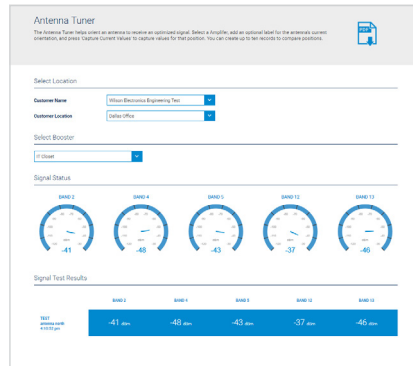 Antenna Tuner
The Antenna Tuner helps orient an antenna to receive an optimized signal. Select a Amplifier, add an optional label for the antenna's current
orientation, and press 'Capture Current Values' to capture values for that position. You can create up to ten records to compare positions.
PDF
Select Location
Customer Name
Wilson Electronics Engineering Test
Customer Location
Dallas Office
Select Booster
IT Closet
Signal Status
BAND 2 BAND 4 BAND 5 BAND 12 BAND 13
-41 -48 -43 -37 -46
Signal Test Results
BAND 2 BAND 4 BAND 5 BAND 12 BAND 13
TEST
antenna north
-41 dBm -48 dBm -43 dBm -37 dBm -46 dBm